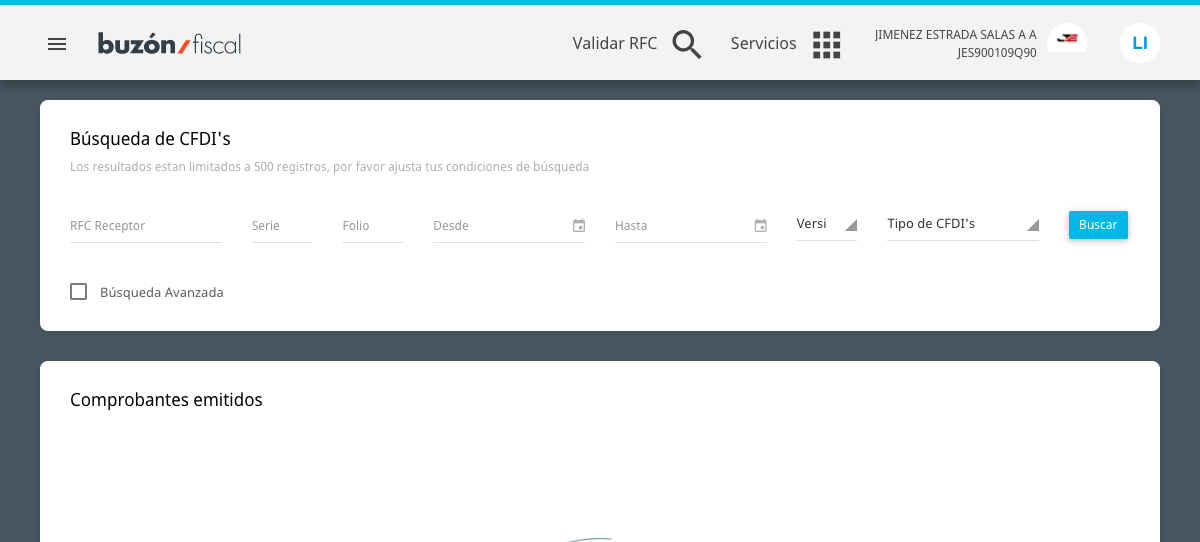 buzón/fiscal
Validar RFC
Servicios
JIMENEZ ESTRADA SALAS A A
JES900109Q90
LI
Búsqueda de CFDI's
Los resultados estan limitados a 500 registros, por favor ajusta tus condiciones de búsqueda
RFC Receptor
Serie
Folio
Desde
Hasta
Versi
Tipo de CFDI's
Buscar
Búsqueda Avanzada
Comprobantes emitidos